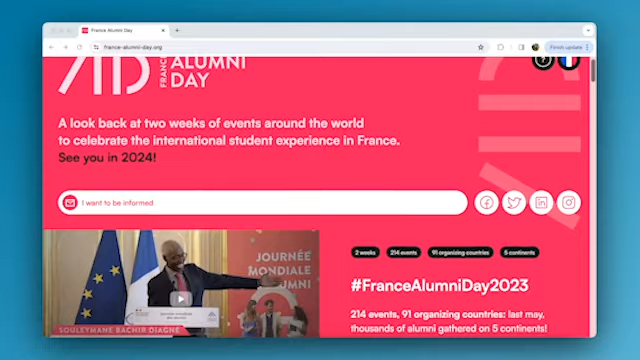 France Alumni Day
france-alumni-day.org
Finish update
FRANCE
ALUMNI
DAY
A look back at two weeks of events around the world
to celebrate the international student experience in France.
See you in 2024!
I want to be informed
2 weeks
214 events
91 organizing countries
5 continents
JOURNÉE
MONDIALE
ALUMNI
SOULEYMANE BACHIR DIAGNE
#FranceAlumniDay2023
214 events, 91 organizing countries: last may,
thousands of alumni gathered on 5 continents!